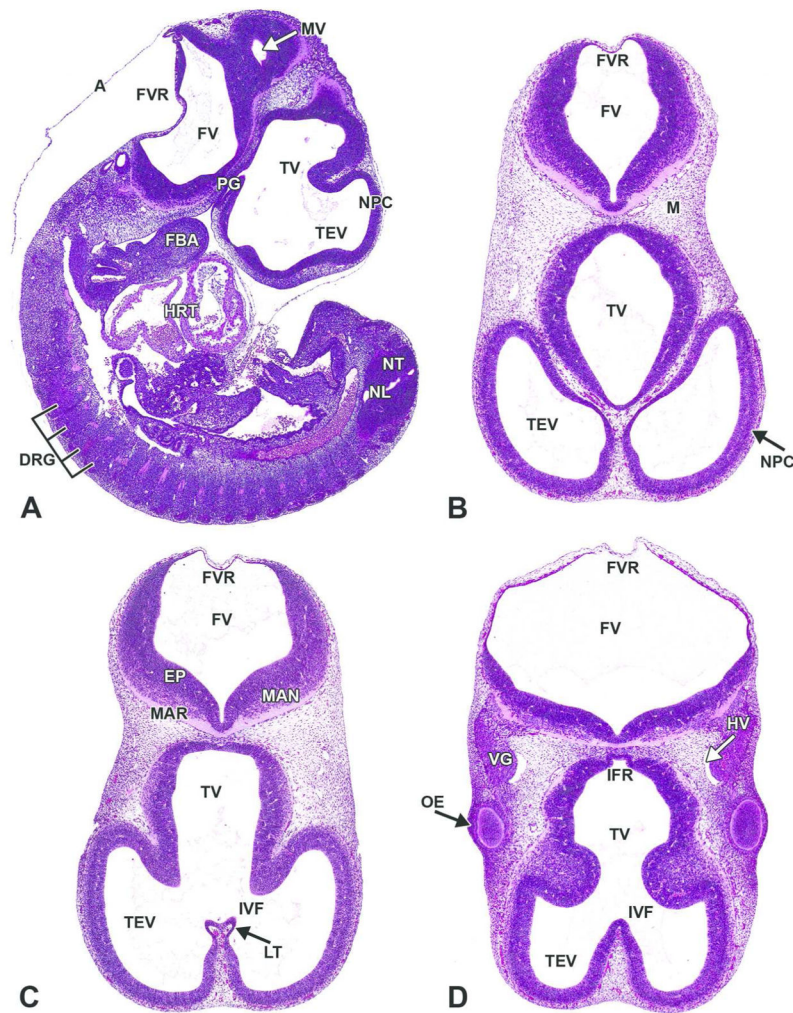 MV
A
FVR
FV
TV
PG
NPC
TEV
FBA
HRT
NT
NL
DRG
A
FVR
FV
M
TV
TEV
NPC
B
FVR
FV
EP
MAN
MAR
TV
TEV
IVF
LT
C
FVR
FV
HV
VG
IFR
OE
TV
IVF
TEV
D